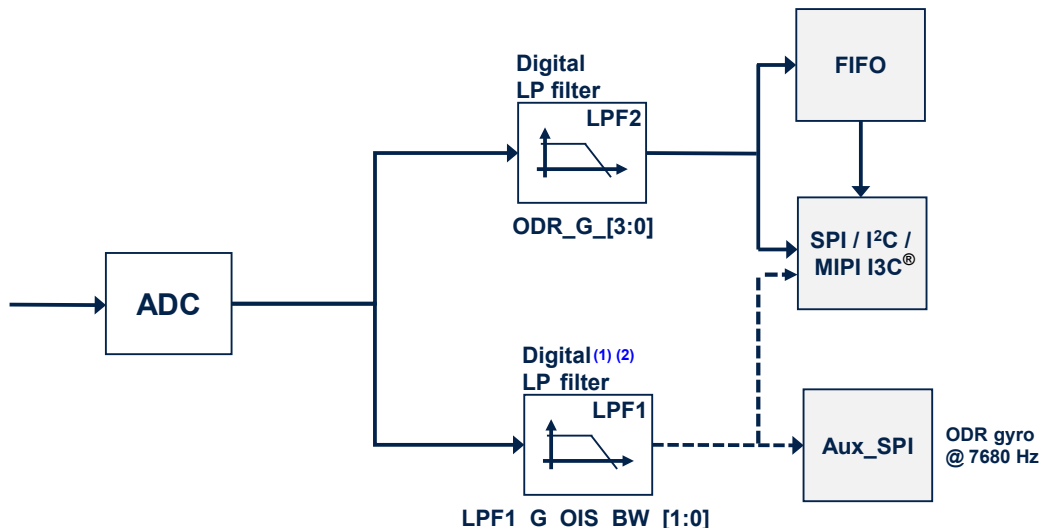 Digital
LP filter
LPF2
ODR_G_[3:0]
FIFO
SPI / I²C /
MIPI I3C®
ADC
Digital (1) (2)
LP filter
LPF1
LPF1_G_OIS_BW_[1:0]
Aux_SPI
ODR gyro
@ 7680 Hz